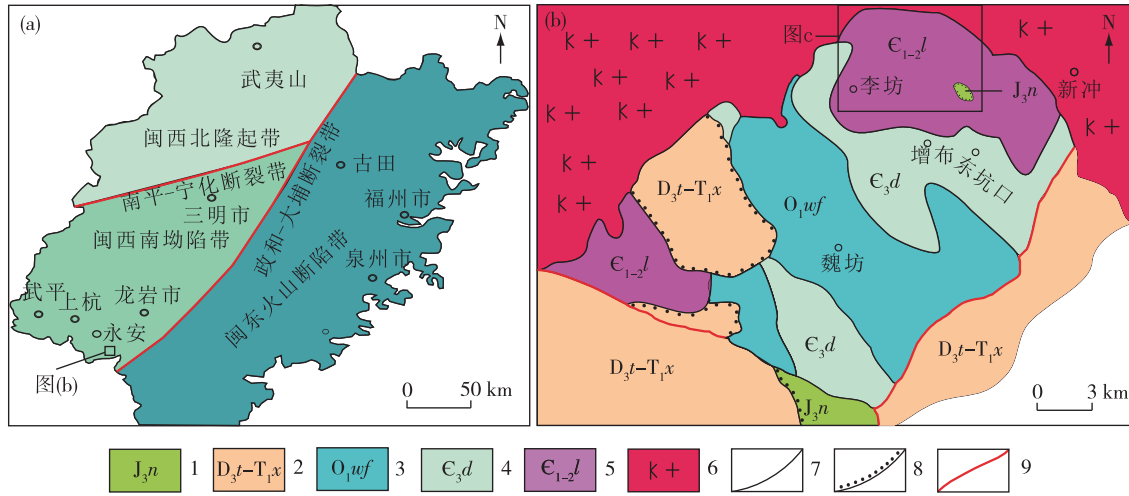 (a)
N
武夷山
闽西北隆起带
南平-宁化断裂带
三明市
闽西南坳陷带
政和-大埔断裂带
古田
福州市
泉州市
闽东火山断陷带
武平
上杭
龙岩市
永安
图(b)
0 50 km
(b)
图c
Є₁₋₂l
N
李坊
J₃n
新冲
增布
东坑口
Є₃d
D₃t-T₁x
O₁wf
魏坊
Є₁₋₂l
Є₃d
D₃t-T₁x
D₃t-T₁x
J₃n
0 3 km
K+ K+ K+ K+ K+ K+ K+ K+ K+ K+
J₃n 1 D₃t-T₁x 2 O₁wf 3 Є₃d 4 Є₁₋₂l 5 K+ 6 7 8 9